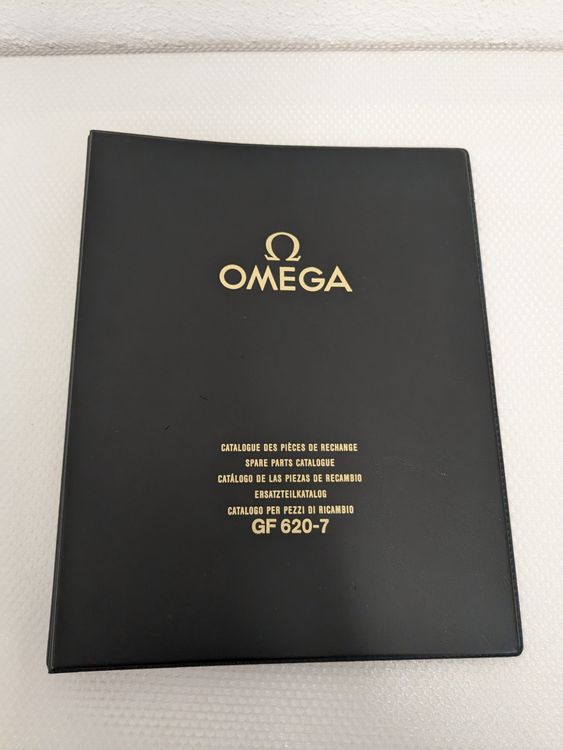 Ω
OMEGA
CATALOGUE DES PIÈCES DE RECHANGE
SPARE PARTS CATALOGUE
CATÁLOGO DE LAS PIEZAS DE RECAMBIO
ERSATZTEILKATALOG
CATALOGO PER PEZZI DI RICAMBIO
GF 620-7